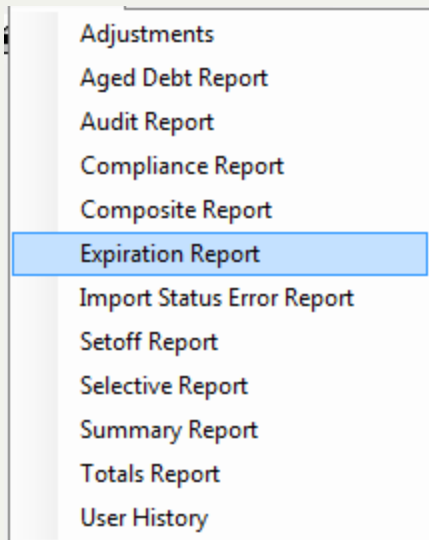 Adjustments
Aged Debt Report
Audit Report
Compliance Report
Composite Report
Expiration Report
Import Status Error Report
Setoff Report
Selective Report
Summary Report
Totals Report
User History